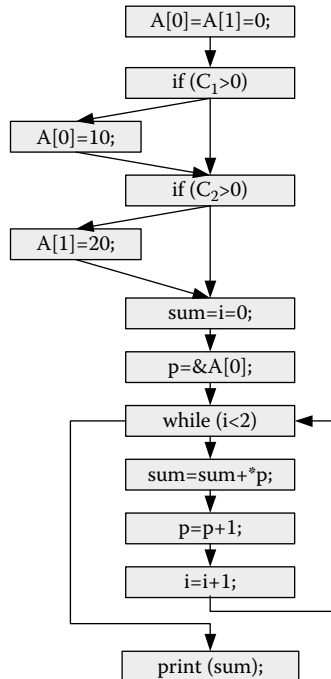 A[0]=A[1]=0;
if (C₁>0)
A[0]=10;
if (C₂>0)
A[1]=20;
sum=i=0;
p=&A[0];
while (i<2)
sum=sum+*p;
p=p+1;
i=i+1;
print (sum);